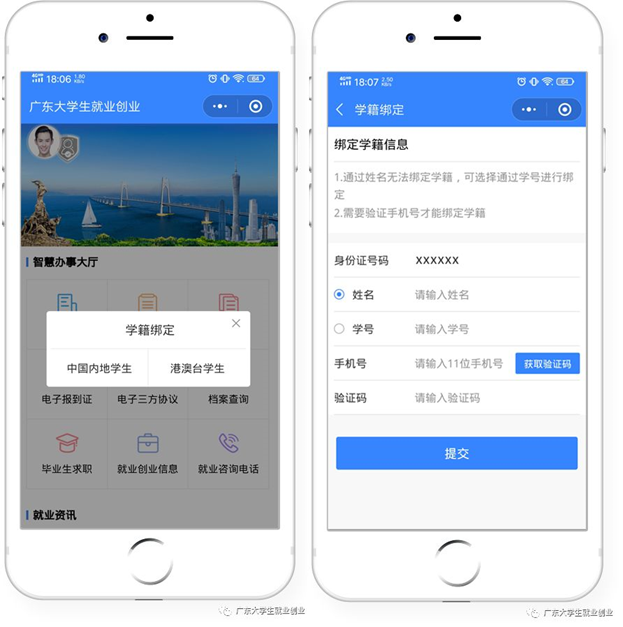 18:06
64
广东大学生就业创业
智慧办事大厅
学籍绑定
中国内地学生
港澳台学生
电子报到证
电子三方协议
档案查询
毕业生求职
就业创业信息
就业咨询电话
就业资讯
广东大学生就业创业
18:07
64
学籍绑定
绑定学籍信息
1.通过姓名无法绑定学籍，可选择通过学号进行绑
定
2.需要验证手机号才能绑定学籍
身份证号码 XXXXXX
姓名 请输入姓名
学号 请输入学号
手机号 请输入11位手机号 获取验证码
验证码 请输入验证码
提交
广东大学生就业创业